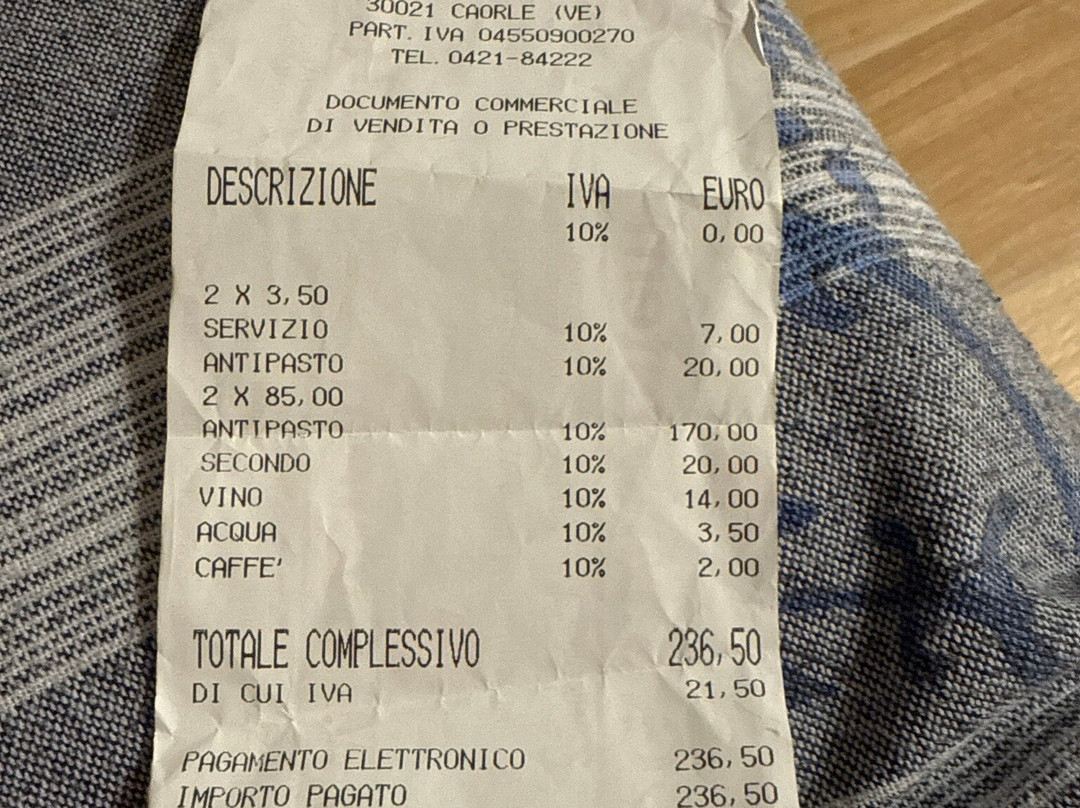 30021 CAORLE (VE)
PART. IVA 04550900270
TEL. 0421-84222
DOCUMENTO COMMERCIALE
DI VENDITA O PRESTAZIONE
DESCRIZIONE IVA EURO
10% 0,00
2 X 3,50
SERVIZIO 10% 7,00
ANTIPASTO 10% 20,00
2 X 85,00
ANTIPASTO 10% 170,00
SECONDO 10% 20,00
VINO 10% 14,00
ACQUA 10% 3,50
CAFFE' 10% 2,00
TOTALE COMPLESSIVO 236,50
DI CUI IVA 21,50
PAGAMENTO ELETTRONICO 236,50
IMPORTO PAGATO 236,50